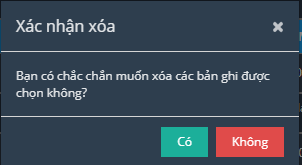 Xác nhận xóa
Bạn có chắc chắn muốn xóa các bản ghi được
chọn không?
Có
Không